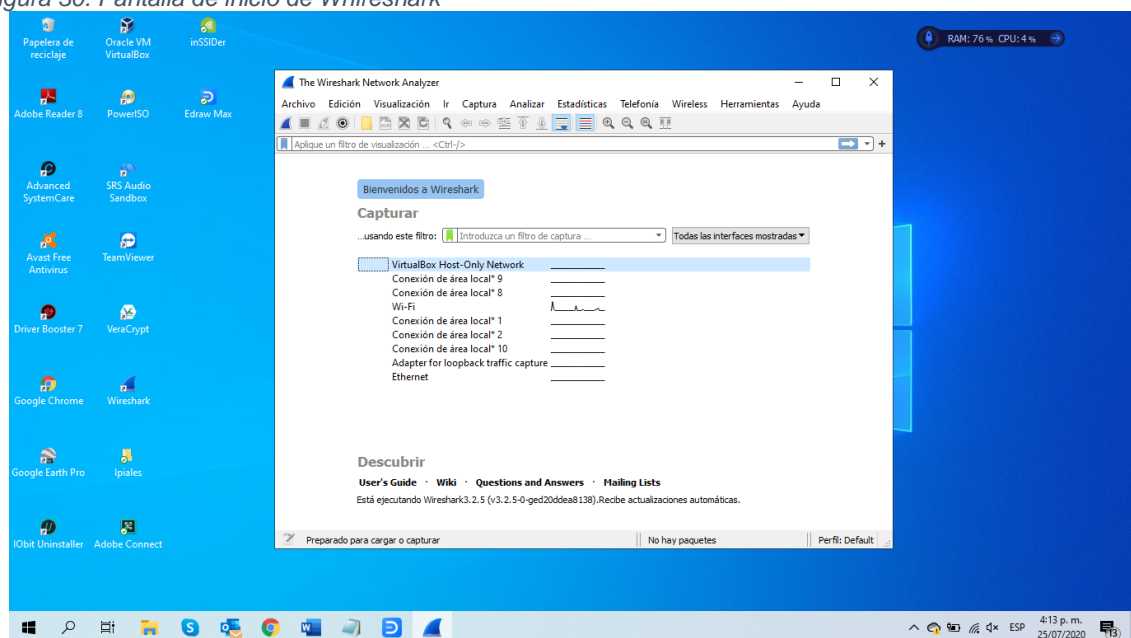 Figura 30. Pantalla de inicio de Whireshark
Papelera de reciclaje
Oracle VM VirtualBox
inSSIDer
RAM: 76 % CPU: 4 %
Adobe Reader 8
PowerISO
Edraw Max
Advanced SystemCare
SRS Audio Sandbox
Avast Free Antivirus
TeamViewer
Driver Booster 7
VeraCrypt
Google Chrome
Wireshark
Google Earth Pro
Ipiales
IObit Uninstaller
Adobe Connect
The Wireshark Network Analyzer
Archivo Edición Visualización Ir Captura Analizar Estadísticas Telefonía Wireless Herramientas Ayuda
Aplique un filtro de visualización ... <Ctrl-/>
Bienvenidos a Wireshark
Capturar
...usando este filtro: Introduzca un filtro de captura ... Todas las interfaces mostradas
VirtualBox Host-Only Network
Conexión de área local* 9
Conexión de área local* 8
Wi-Fi
Conexión de área local* 1
Conexión de área local* 2
Conexión de área local* 10
Adapter for loopback traffic capture
Ethernet
Descubrir
User's Guide · Wiki · Questions and Answers · Mailing Lists
Está ejecutando Wireshark3.2.5 (v3.2.5-0-ged20ddea8138).Recibe actualizaciones automáticas.
Preparado para cargar o capturar
No hay paquetes
Perfil: Default
ESP
4:13 p. m.
25/07/2020
13